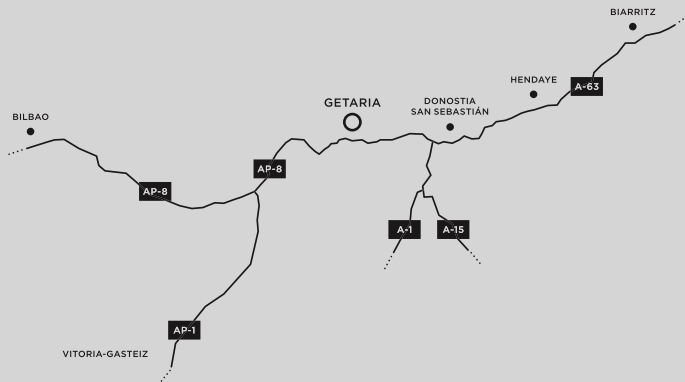 BIARRITZ
HENDAYE
A-63
GETARIA
DONOSTIA
SAN SEBASTIÁN
BILBAO
AP-8
AP-8
A-1
A-15
AP-1
VITORIA-GASTEIZ